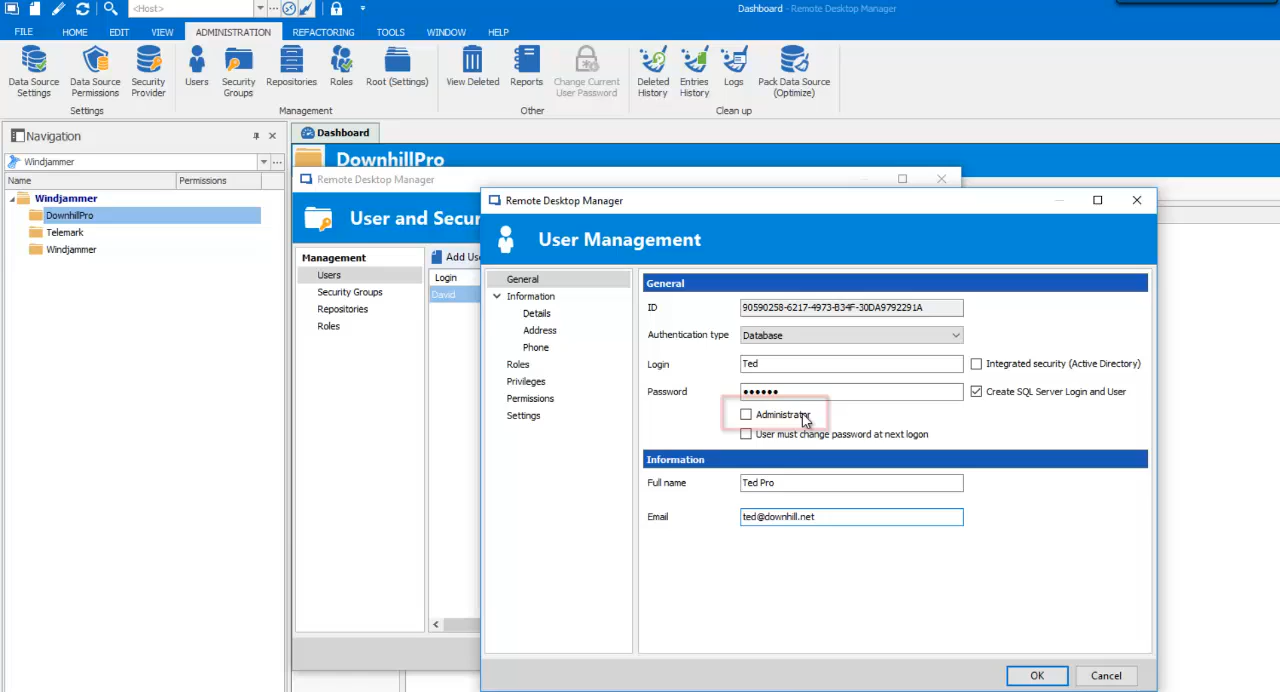 <Host>
Dashboard - Remote Desktop Manager
FILE HOME EDIT VIEW ADMINISTRATION REFACTORING TOOLS WINDOW HELP
Data Source Settings
Data Source Permissions
Security Provider
Users
Security Groups
Repositories
Roles
Root (Settings)
View Deleted
Reports
Change Current User Password
Deleted History
Entries History
Logs
Pack Data Source (Optimize)
Settings
Management
Other
Clean up
Navigation
Windjammer
Name Permissions
Windjammer
DownhillPro
Telemark
Windjammer
Dashboard
DownhillPro
Remote Desktop Manager
User and Secur
Management
Users
Security Groups
Repositories
Roles
Add Use
Login
David
Remote Desktop Manager
User Management
General
Information
Details
Address
Phone
Roles
Privileges
Permissions
Settings
General
ID 90590258-6217-4973-B34F-30DA9792291A
Authentication type Database
Login Ted Integrated security (Active Directory)
Password •••••• Create SQL Server Login and User
Administrator
User must change password at next logon
Information
Full name Ted Pro
Email ted@downhill.net
OK Cancel